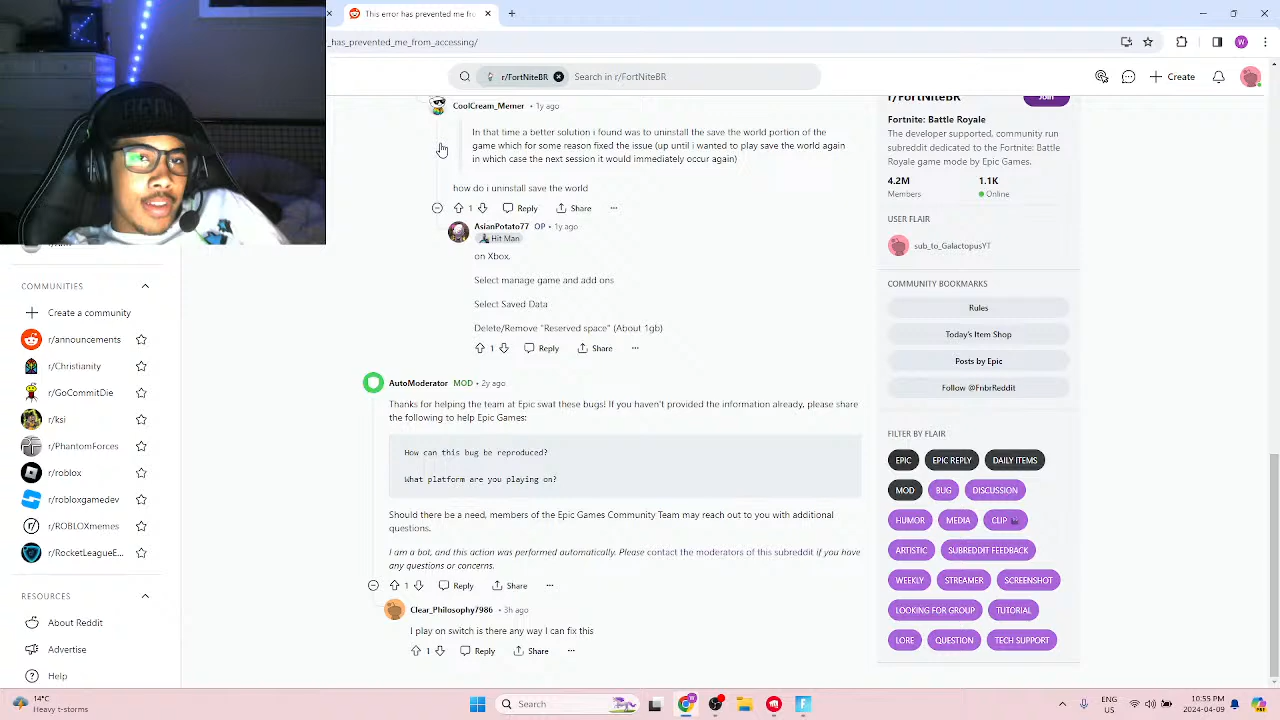 This error has prevented me fro
has_prevented_me_from_accessing/
r/FortNiteBR
Search in r/FortNiteBR
Create
CoolCream_Memer • 1y ago
In that time a better solution i found was to uninstall the save the world portion of the
game which for some reason fixed the issue (up until i wanted to play save the world again
in which case the next session it would immediately occur again)
how do i uninstall save the world
1 Reply Share ...
AsianPotato77 OP • 1y ago
Hit Man
on Xbox.
Select manage game and add ons
Select Saved Data
Delete/Remove "Reserved space" (About 1gb)
1 Reply Share ...
AutoModerator MOD • 2y ago
Thanks for helping the team at Epic swat these bugs! If you haven't provided the information already, please share
the following to help Epic Games:
How can this bug be reproduced?
What platform are you playing on?
Should there be a need, members of the Epic Games Community Team may reach out to you with additional
questions.
I am a bot, and this action was performed automatically. Please contact the moderators of this subreddit if you have
any questions or concerns.
1 Reply Share ...
Clear_Philosophy7986 • 3h ago
I play on switch is there any way I can fix this
1 Reply Share ...
r/FortNiteBR
Join
Fortnite: Battle Royale
The developer supported, community run
subreddit dedicated to the Fortnite: Battle
Royale game mode by Epic Games.
4.2M 1.1K
Members Online
USER FLAIR
sub_to_GalactopusYT
COMMUNITY BOOKMARKS
Rules
Today's Item Shop
Posts by Epic
Follow @FnbrReddit
FILTER BY FLAIR
EPIC EPIC REPLY DAILY ITEMS
MOD BUG DISCUSSION
HUMOR MEDIA CLIP
ARTISTIC SUBREDDIT FEEDBACK
WEEKLY STREAMER SCREENSHOT
LOOKING FOR GROUP TUTORIAL
LORE QUESTION TECH SUPPORT
COMMUNITIES
Create a community
r/announcements
r/Christianity
r/GoCommitDie
r/ksi
r/PhantomForces
r/roblox
r/robloxgamedev
r/ROBLOXmemes
r/RocketLeagueE...
RESOURCES
About Reddit
Advertise
Help
14°C
Heavy t-storms
Search
ENG
US
10:55 PM
2024-04-09